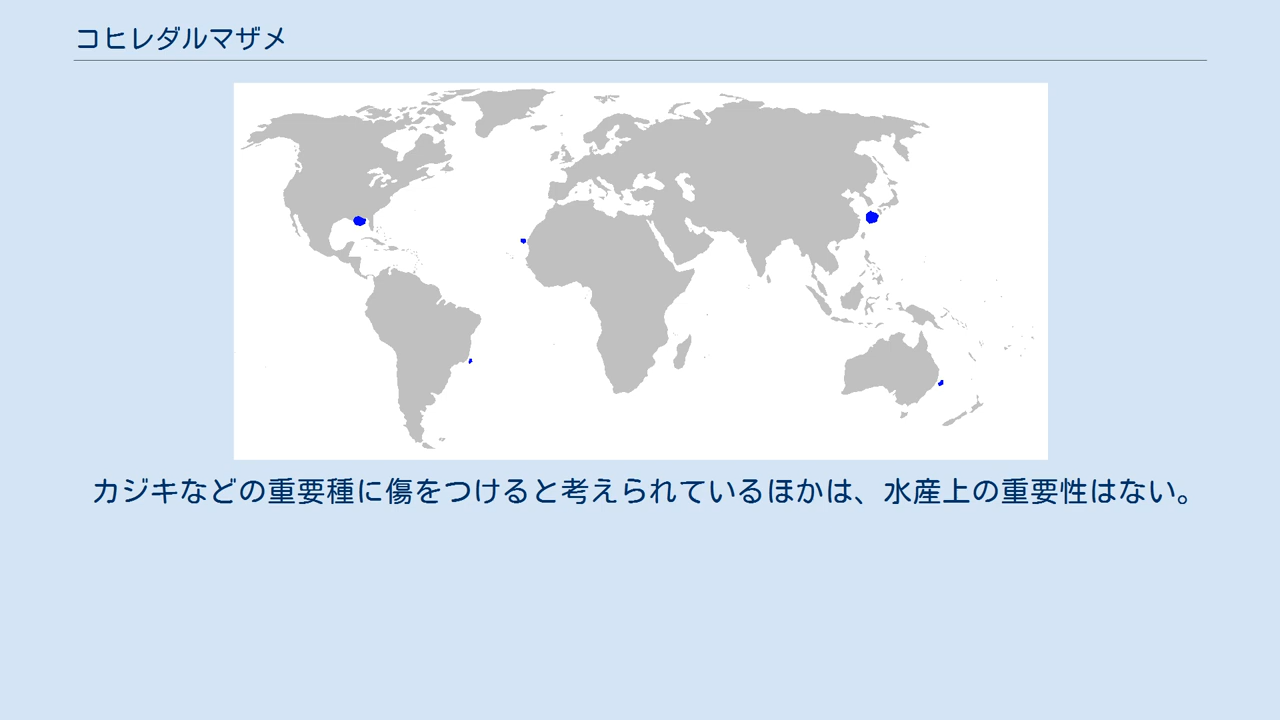 コヒレダルマザメ
カジキなどの重要種に傷をつけると考えられているほかは、水産上の重要性はない。